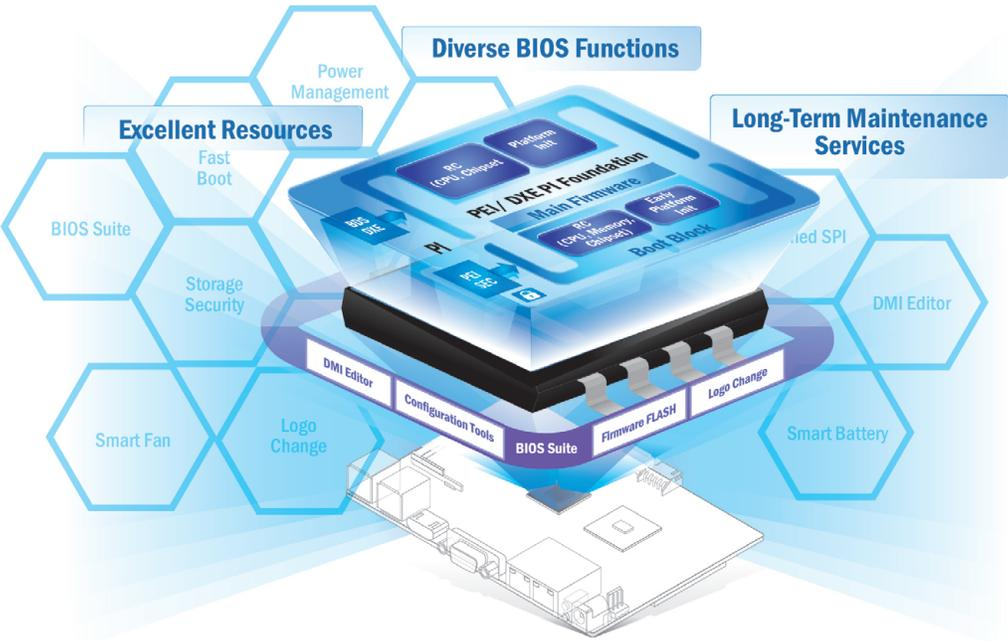 Diverse BIOS Functions
Power
Management
Excellent Resources
Long-Term Maintenance
Services
Fast
Boot
BIOS Suite
Storage
Security
Smart Fan
Logo
Change
SPI
DMI Editor
Smart Battery
RC
(CPU, Chipset
Platform
Init
PEI/ DXE PI Foundation
Main Firmware
BDS
DXE
PI
RC
(CPU, Memory,
Chipset)
Early
Platform
Init
Boot Block
PEI
SEC
DMI Editor
Configuration Tools
BIOS Suite
Firmware FLASH
Logo Change